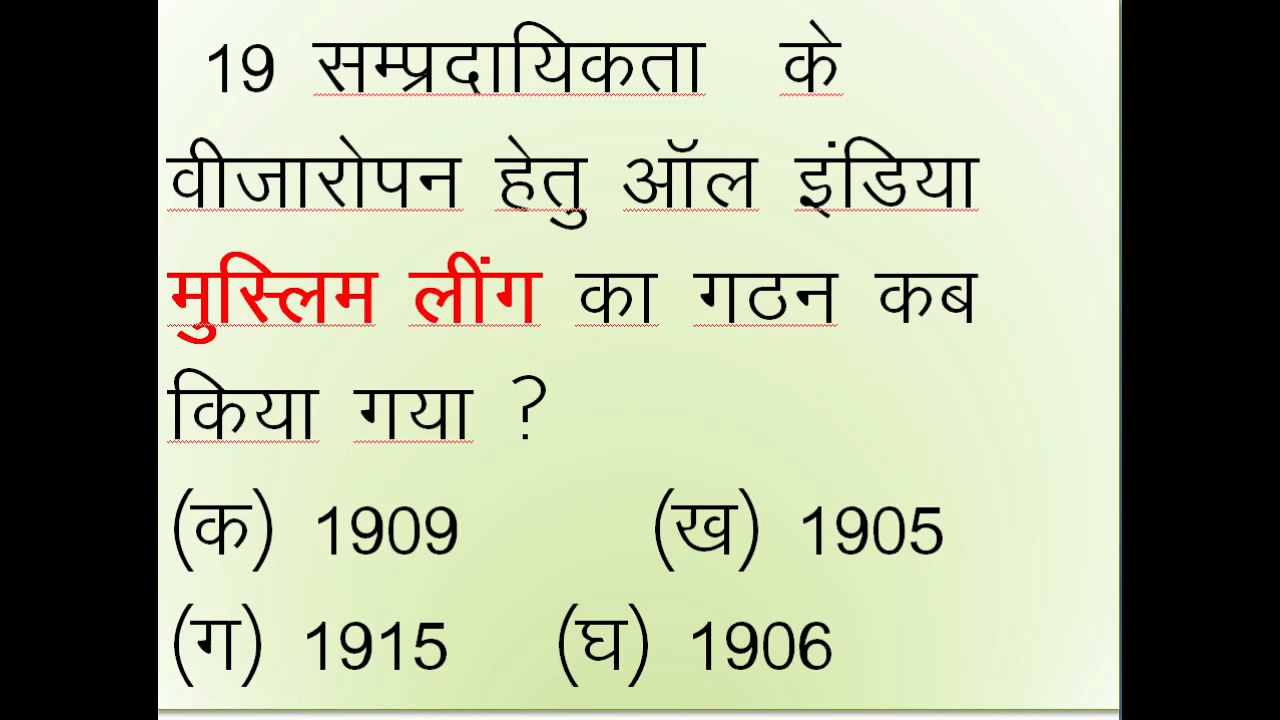 19 सम्प्रदायिकता के
वीजारोपन हेतु ऑल इंडिया
मुस्लिम लींग का गठन कब
किया गया ?
(क) 1909 (ख) 1905
(ग) 1915 (घ) 1906